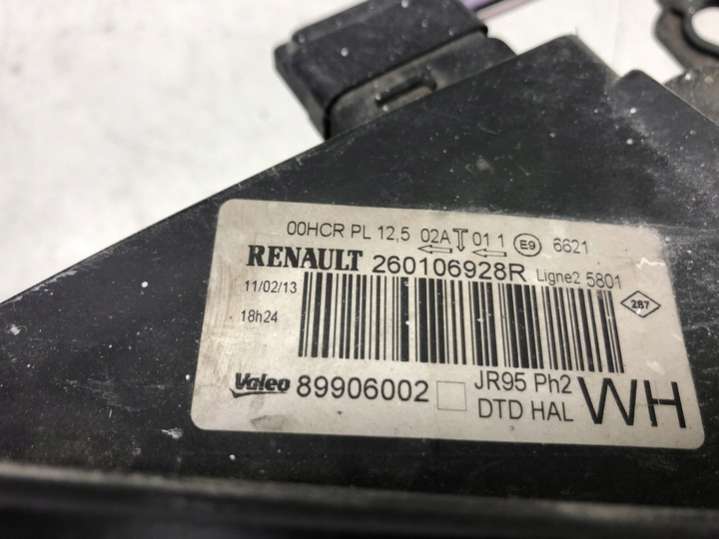 00HCR PL 12,5 02A 01 1 E9 6621
RENAULT 260106928R Ligne2 5801
11/02/13
287
18h24
Valeo 89906002 JR95 Ph2
DTD HAL WH